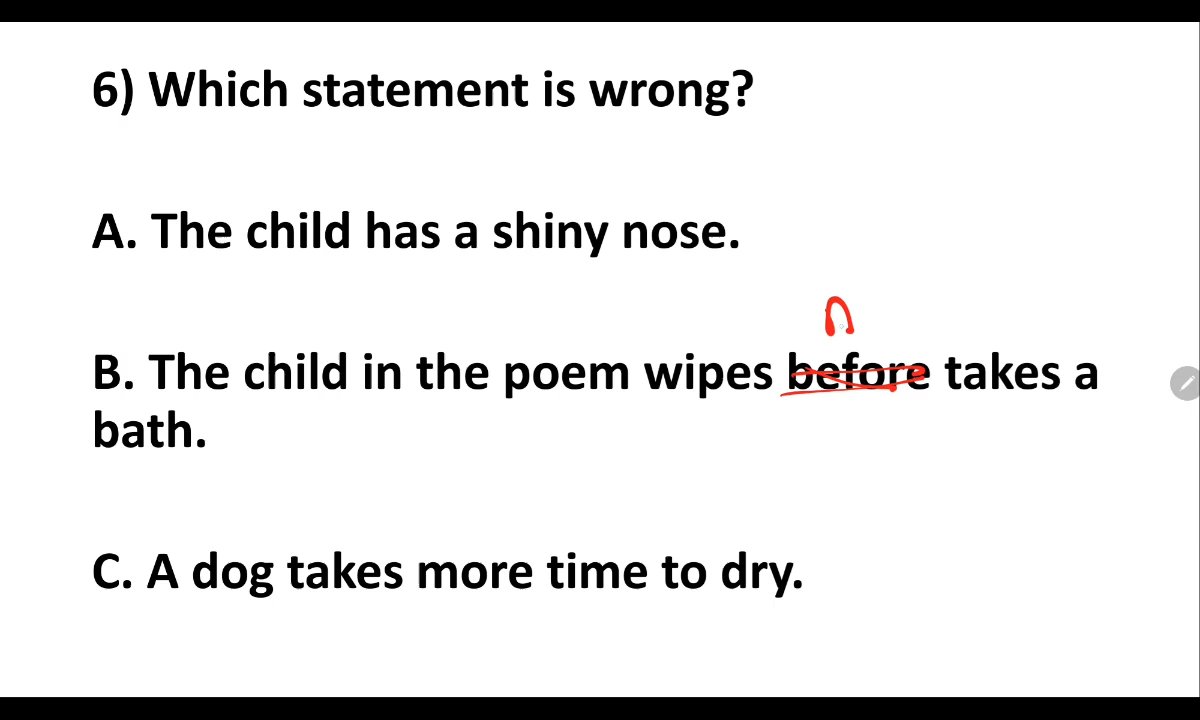 6) Which statement is wrong?
A. The child has a shiny nose.
B. The child in the poem wipes before takes a
bath.
C. A dog takes more time to dry.